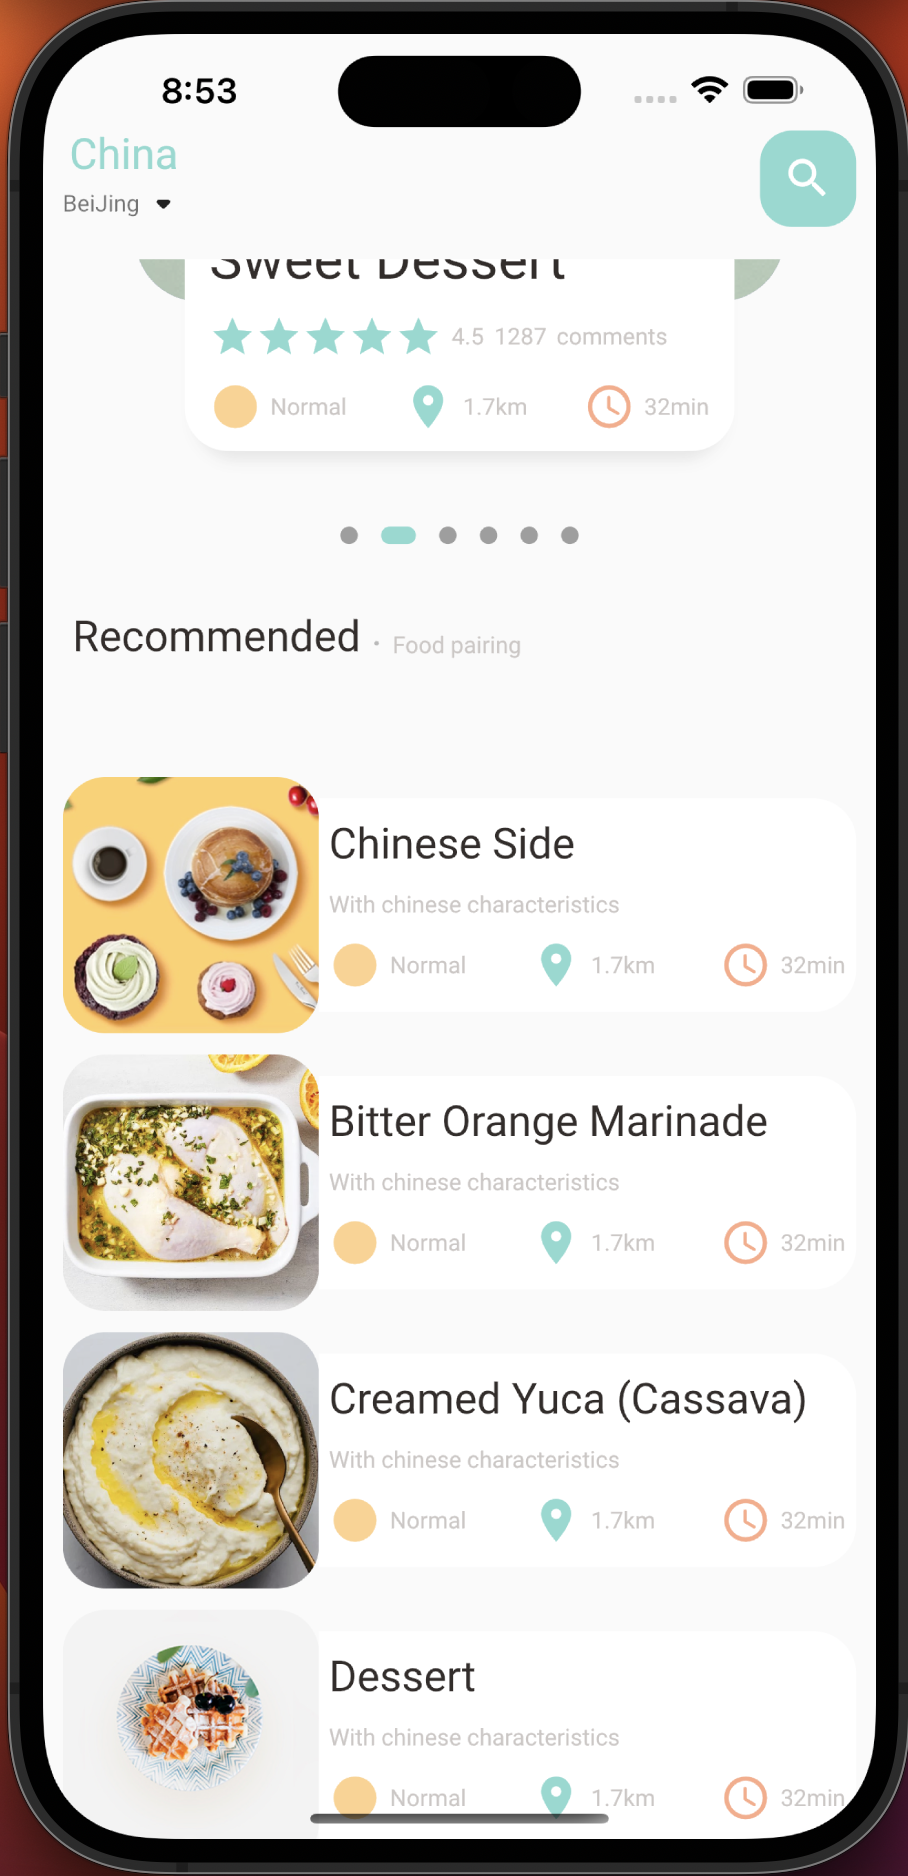 8:53
China
BeiJing
Sweet Dessert
4.5 1287 comments
Normal 1.7km 32min
Recommended · Food pairing
Chinese Side
With chinese characteristics
Normal 1.7km 32min
Bitter Orange Marinade
With chinese characteristics
Normal 1.7km 32min
Creamed Yuca (Cassava)
With chinese characteristics
Normal 1.7km 32min
Dessert
With chinese characteristics
Normal 1.7km 32min